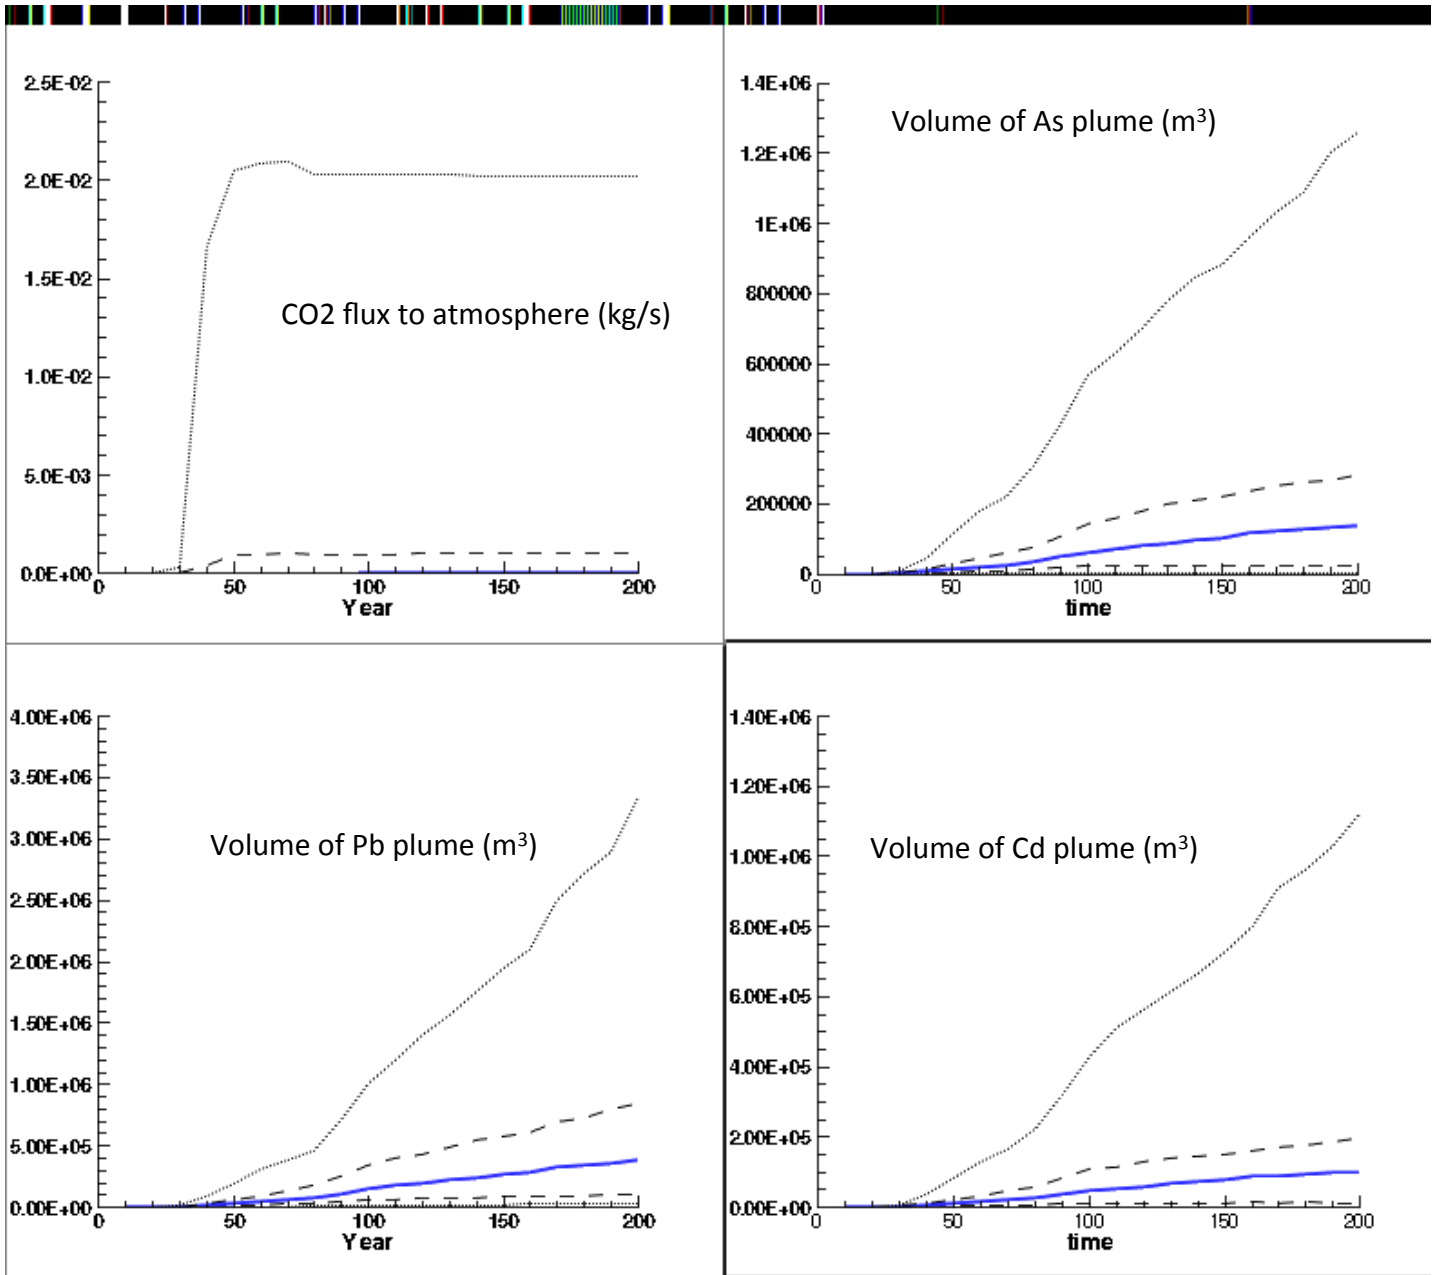 2.5E-02
2.0E-02
1.5E-02
CO2 flux to atmosphere (kg/s)
1.0E-02
5.0E-03
0.0E+00
0 50 100 150 200
Year
1.4E+06
Volume of As plume (m³)
1.2E+06
1E+06
800000
600000
400000
200000
0
0 50 100 150 200
time
4.00E+06
3.50E+06
3.00E+06
Volume of Pb plume (m³)
2.50E+06
2.00E+06
1.50E+06
1.00E+06
5.00E+05
0.00E+00
0 50 100 150 200
Year
1.40E+06
1.20E+06
1.00E+06
Volume of Cd plume (m³)
8.00E+05
6.00E+05
4.00E+05
2.00E+05
0.00E+00
0 50 100 150 200
time